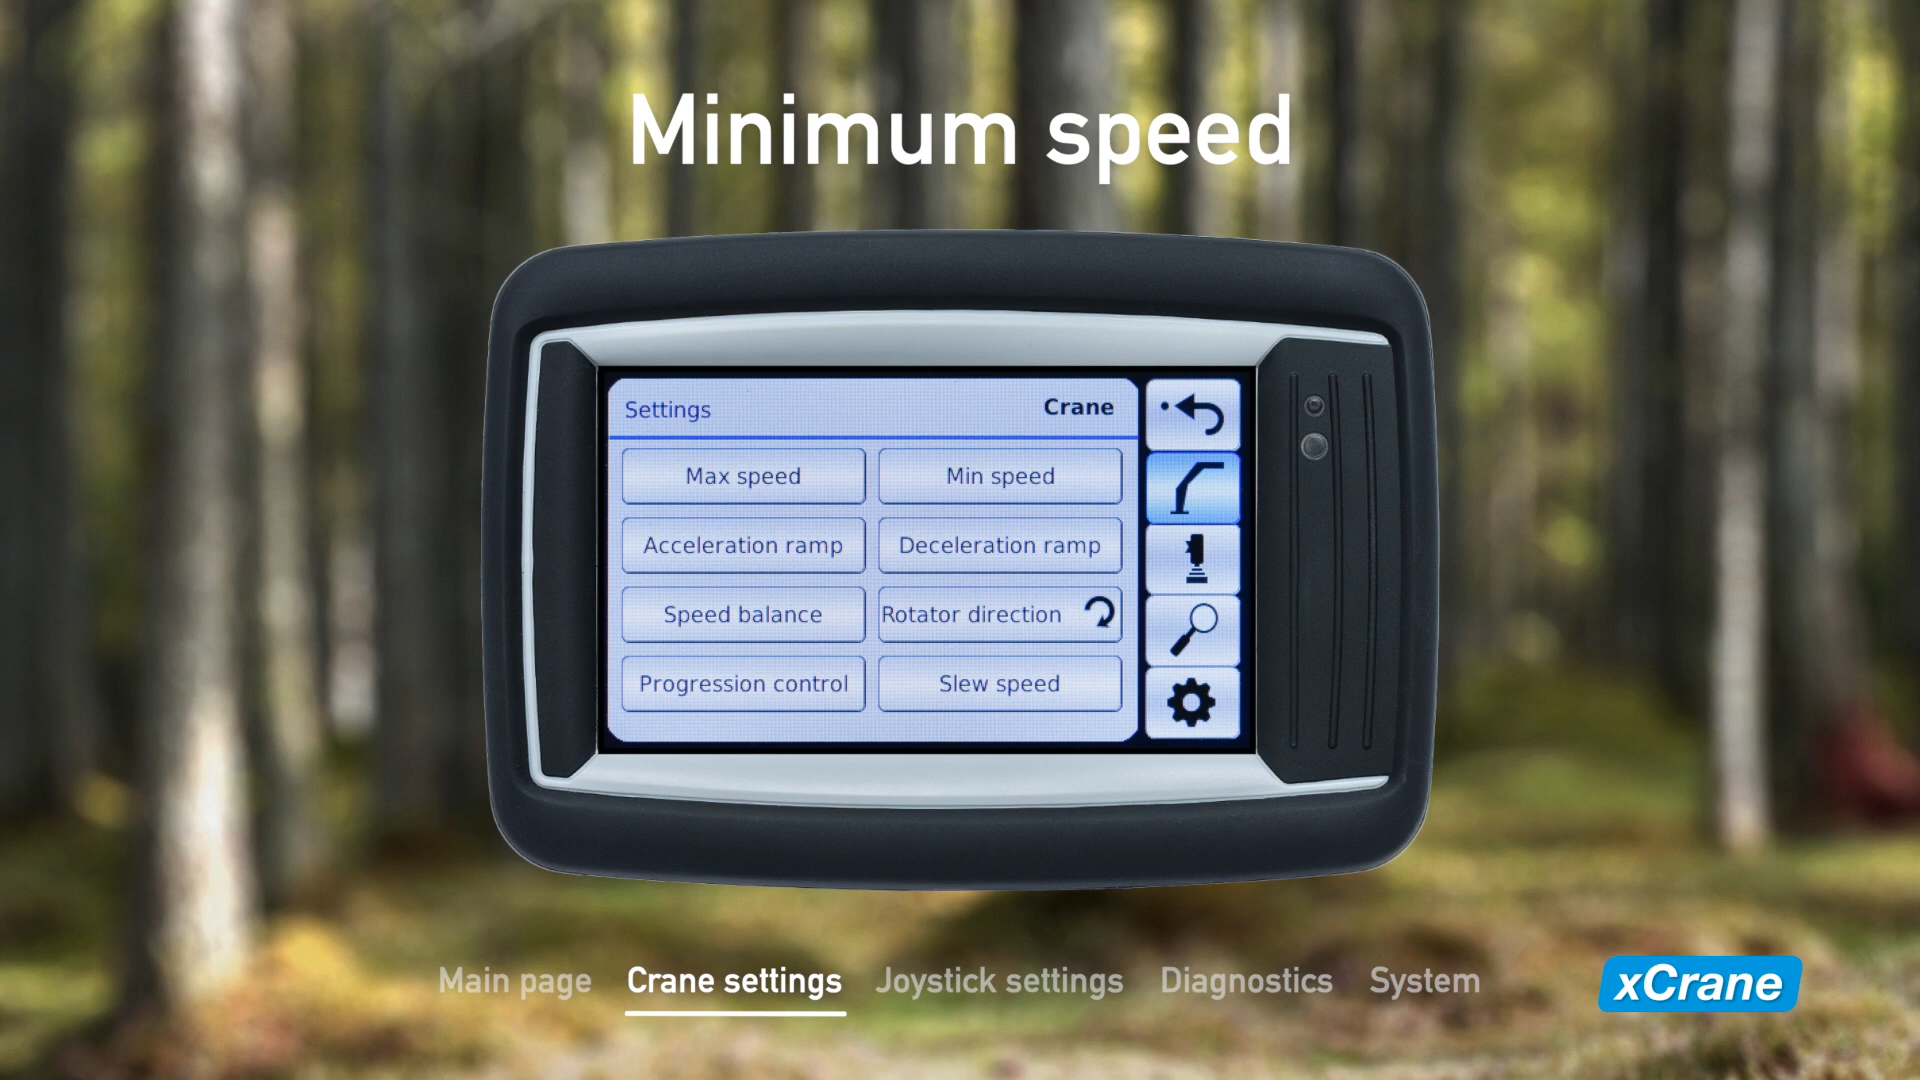 Minimum speed
Settings
Crane
Max speed
Min speed
Acceleration ramp
Deceleration ramp
Speed balance
Rotator direction
Progression control
Slew speed
Main page
Crane settings
Joystick settings
Diagnostics
System
xCrane